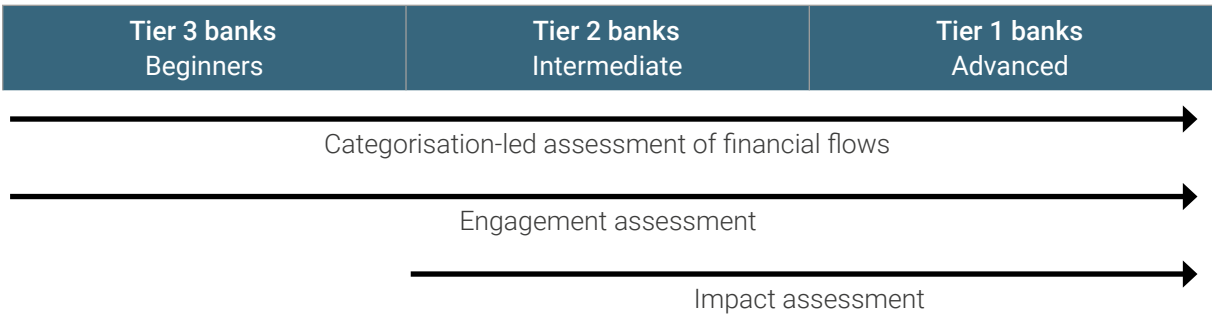 Tier 3 banks
Beginners
Tier 2 banks
Intermediate
Tier 1 banks
Advanced
Categorisation-led assessment of financial flows
Engagement assessment
Impact assessment